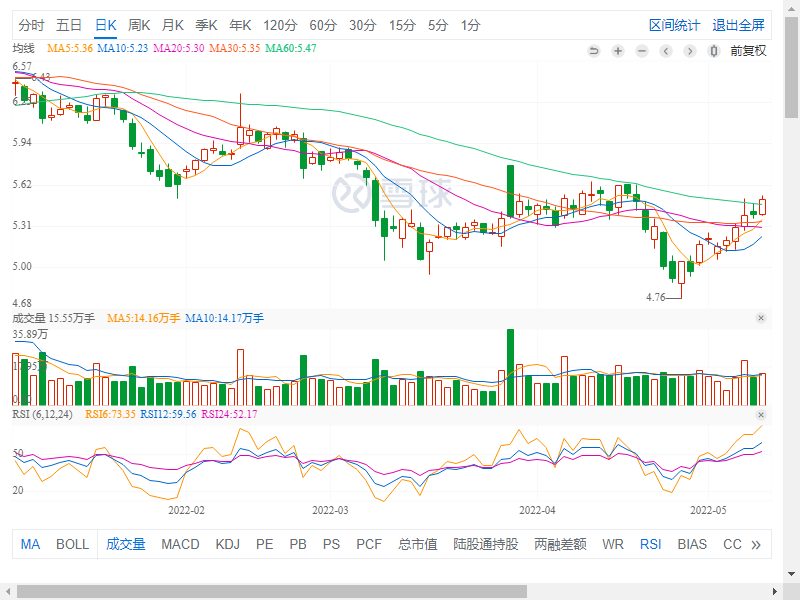 分时 五日 日K 周K 月K 季K 年K 120分 60分 30分 15分 5分 1分 区间统计 退出全屏
均线 MA5:5.36 MA10:5.23 MA20:5.30 MA30:5.35 MA60:5.47 前复权
6.57
6.43
5.94
雪球
5.62
5.31
5.00
4.76
4.68
成交量 15.55万手 MA5:14.16万手 MA10:14.17万手
35.89万
RSI (6,12,24) RSI6:73.35 RSI12:59.56 RSI24:52.17
50
20
2022-02 2022-03 2022-04 2022-05
MA BOLL 成交量 MACD KDJ PE PB PS PCF 总市值 陆股通持股 两融差额 WR RSI BIAS CC »